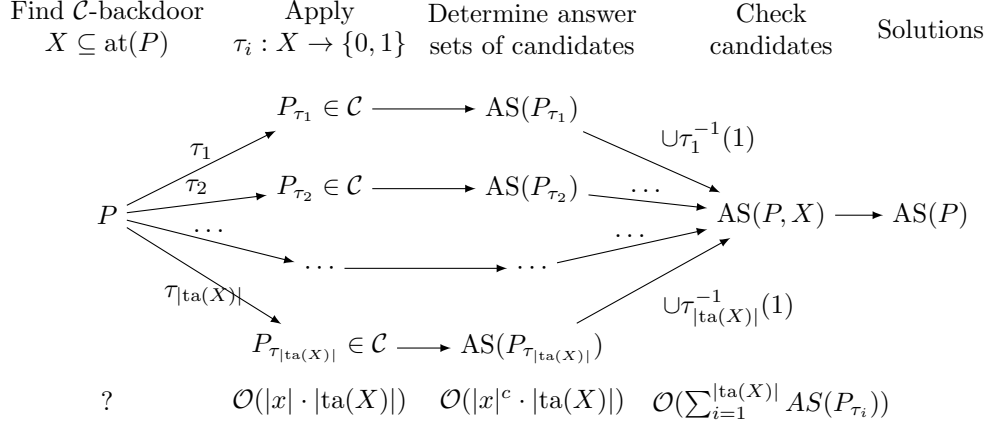 Find 𝒞-backdoor Apply Determine answer Check Solutions
X ⊆ at(P) τᵢ : X → {0, 1} sets of candidates candidates
P_{τ_1} ∈ 𝒞 AS(P_{τ_1})
τ_1 ∪τ_1^{-1}(1)
τ_2 P_{τ_2} ∈ 𝒞 AS(P_{τ_2}) ...
P AS(P, X) AS(P)
... ...
... ...
τ_{|ta(X)|} ∪τ_{|ta(X)|}^{-1}(1)
P_{τ_{|ta(X)|}} ∈ 𝒞 AS(P_{τ_{|ta(X)|}})
? 𝒪(|x| · |ta(X)|) 𝒪(|x|^c · |ta(X)|) 𝒪(∑_{i=1}^{|ta(X)|} AS(P_{τ_i}))